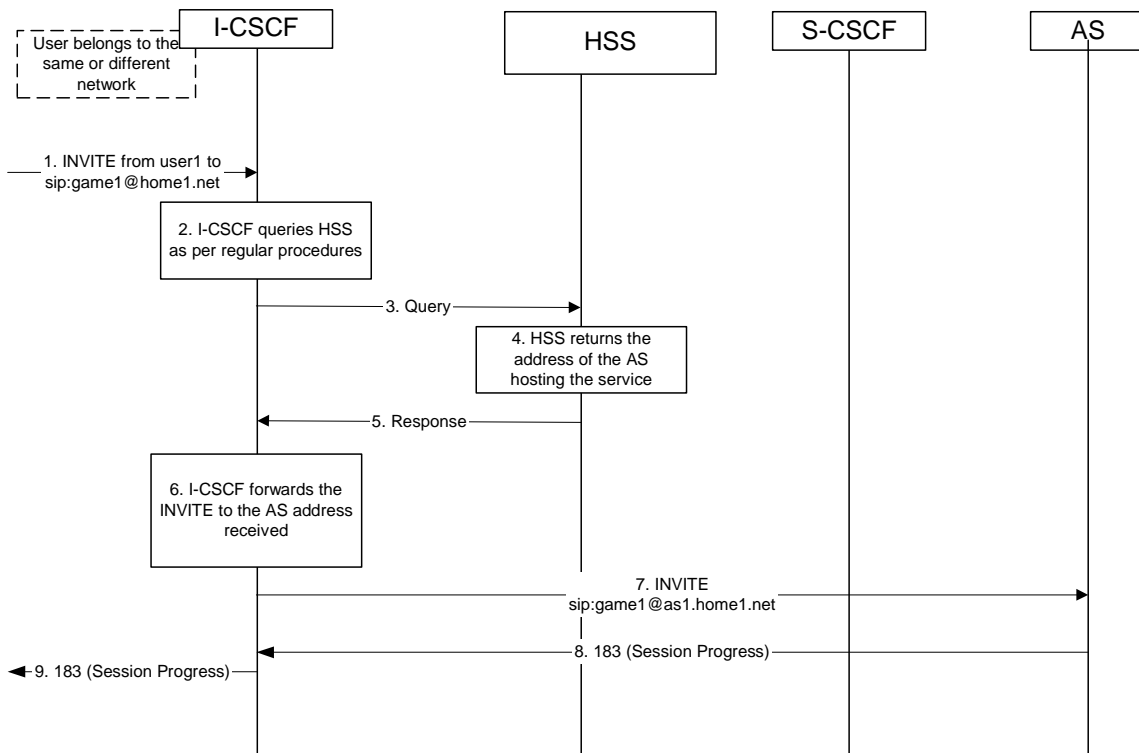 I-CSCF
HSS
S-CSCF
AS
User belongs to the
same or different
network
1. INVITE from user1 to
sip:game1@home1.net
2. I-CSCF queries HSS
as per regular procedures
3. Query
4. HSS returns the
address of the AS
hosting the service
5. Response
6. I-CSCF forwards the
INVITE to the AS address
received
7. INVITE
sip:game1@as1.home1.net
8. 183 (Session Progress)
9. 183 (Session Progress)